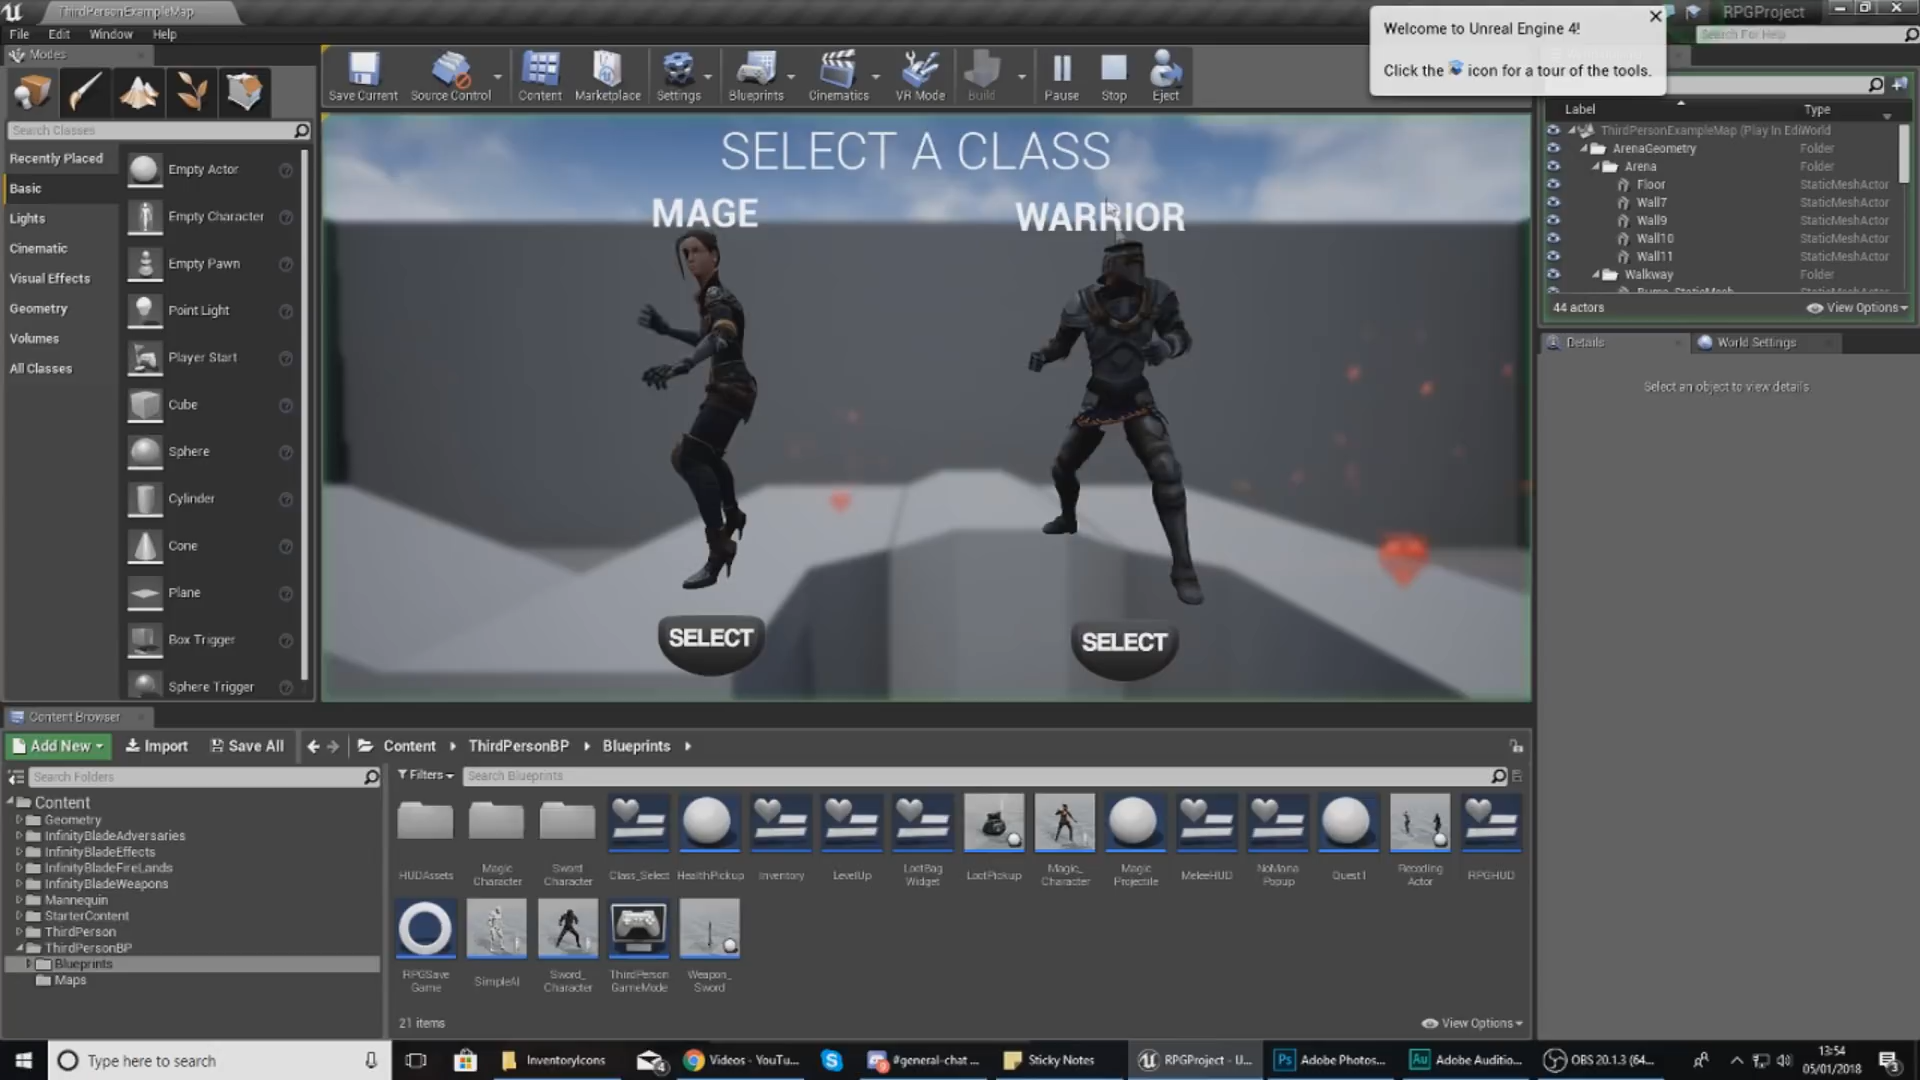 ThirdPersonExampleMap
RPGProject
File Edit Window Help
Search For Help
Welcome to Unreal Engine 4!
Click the icon for a tour of the tools.
Modes
Save Current
Source Control
Content
Marketplace
Settings
Blueprints
Cinematics
VR Mode
Build
Pause
Stop
Eject
Search Classes
Recently Placed
Basic
Lights
Cinematic
Visual Effects
Geometry
Volumes
All Classes
Empty Actor
Empty Character
Empty Pawn
Point Light
Player Start
Cube
Sphere
Cylinder
Cone
Plane
Box Trigger
Sphere Trigger
SELECT A CLASS
MAGE
WARRIOR
SELECT
SELECT
Label Type
ThirdPersonExampleMap (Play In EdiWorld
ArenaGeometry Folder
Arena Folder
Floor StaticMeshActor
Wall7 StaticMeshActor
Wall9 StaticMeshActor
Wall10 StaticMeshActor
Wall11 StaticMeshActor
Walkway Folder
44 actors
View Options
Details
World Settings
Select an object to view details
Content Browser
Add New
Import
Save All
Content
ThirdPersonBP
Blueprints
Search Folders
Filters
Search Blueprints
Content
Geometry
InfinityBladeAdversaries
InfinityBladeEffects
InfinityBladeFireLands
InfinityBladeWeapons
Mannequin
StarterContent
ThirdPerson
ThirdPersonBP
Blueprints
Maps
HUDAssets
Magic Character
Sword Character
Class_Select
HealthPickup
Inventory
LevelUp
LootBag Widget
LootPickup
Magic_ Character
Magic Projectile
MeleeHUD
NoMana Popup
Quest1
Recoding Actor
RPGHUD
RPGSave Game
SimpleAI
Sword_ Character
ThirdPerson GameMode
Weapon_ Sword
21 items
View Options
Type here to search
InventoryIcons
4
Videos - YouTu...
#general-chat ...
Sticky Notes
RPGProject - U...
Adobe Photos...
Adobe Auditio...
OBS 20.1.3 (64...
13:54
05/01/2018
3